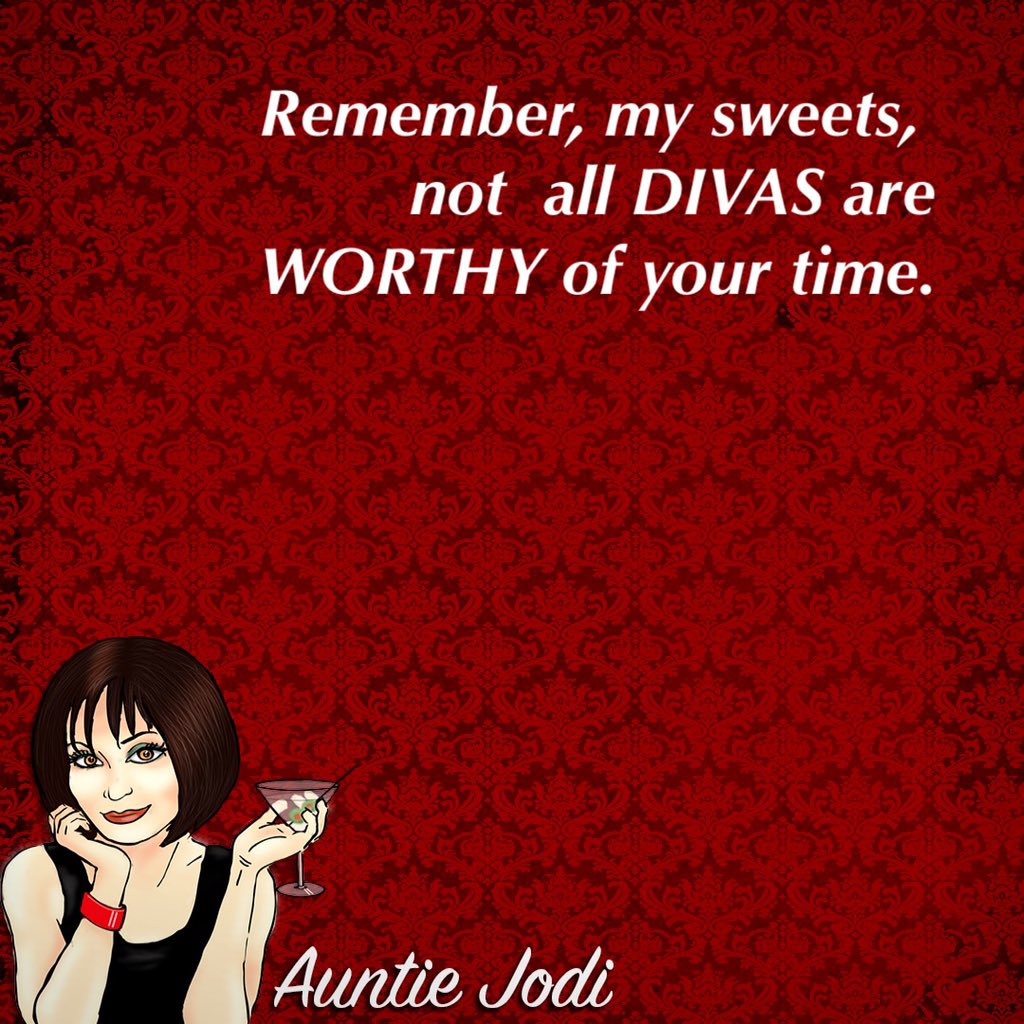 Remember, my sweets,
not all DIVAS are
WORTHY of your time.
Auntie Jodi